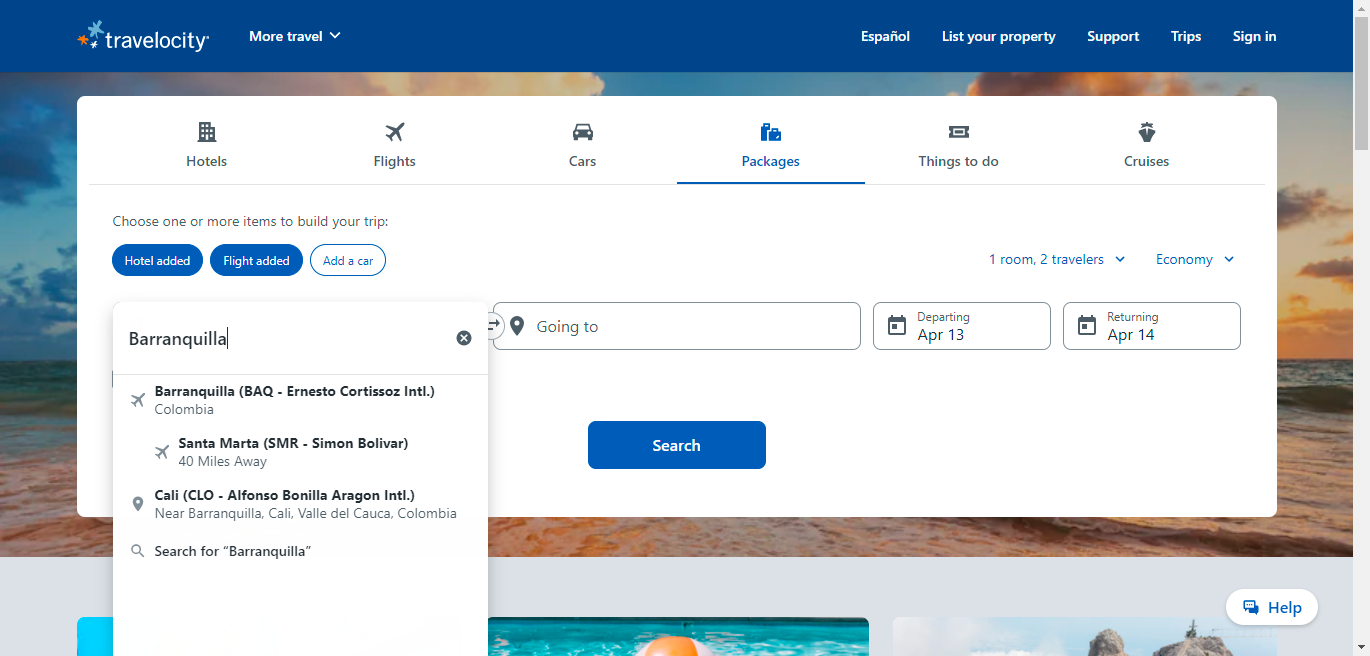 travelocity
More travel
Español
List your property
Support
Trips
Sign in
Hotels
Flights
Cars
Packages
Things to do
Cruises
Choose one or more items to build your trip:
Hotel added
Flight added
Add a car
1 room, 2 travelers
Economy
Barranquilla
Going to
Departing
Apr 13
Returning
Apr 14
Barranquilla (BAQ - Ernesto Cortissoz Intl.)
Colombia
Santa Marta (SMR - Simon Bolivar)
40 Miles Away
Cali (CLO - Alfonso Bonilla Aragon Intl.)
Near Barranquilla, Cali, Valle del Cauca, Colombia
Search for “Barranquilla”
Search
Help